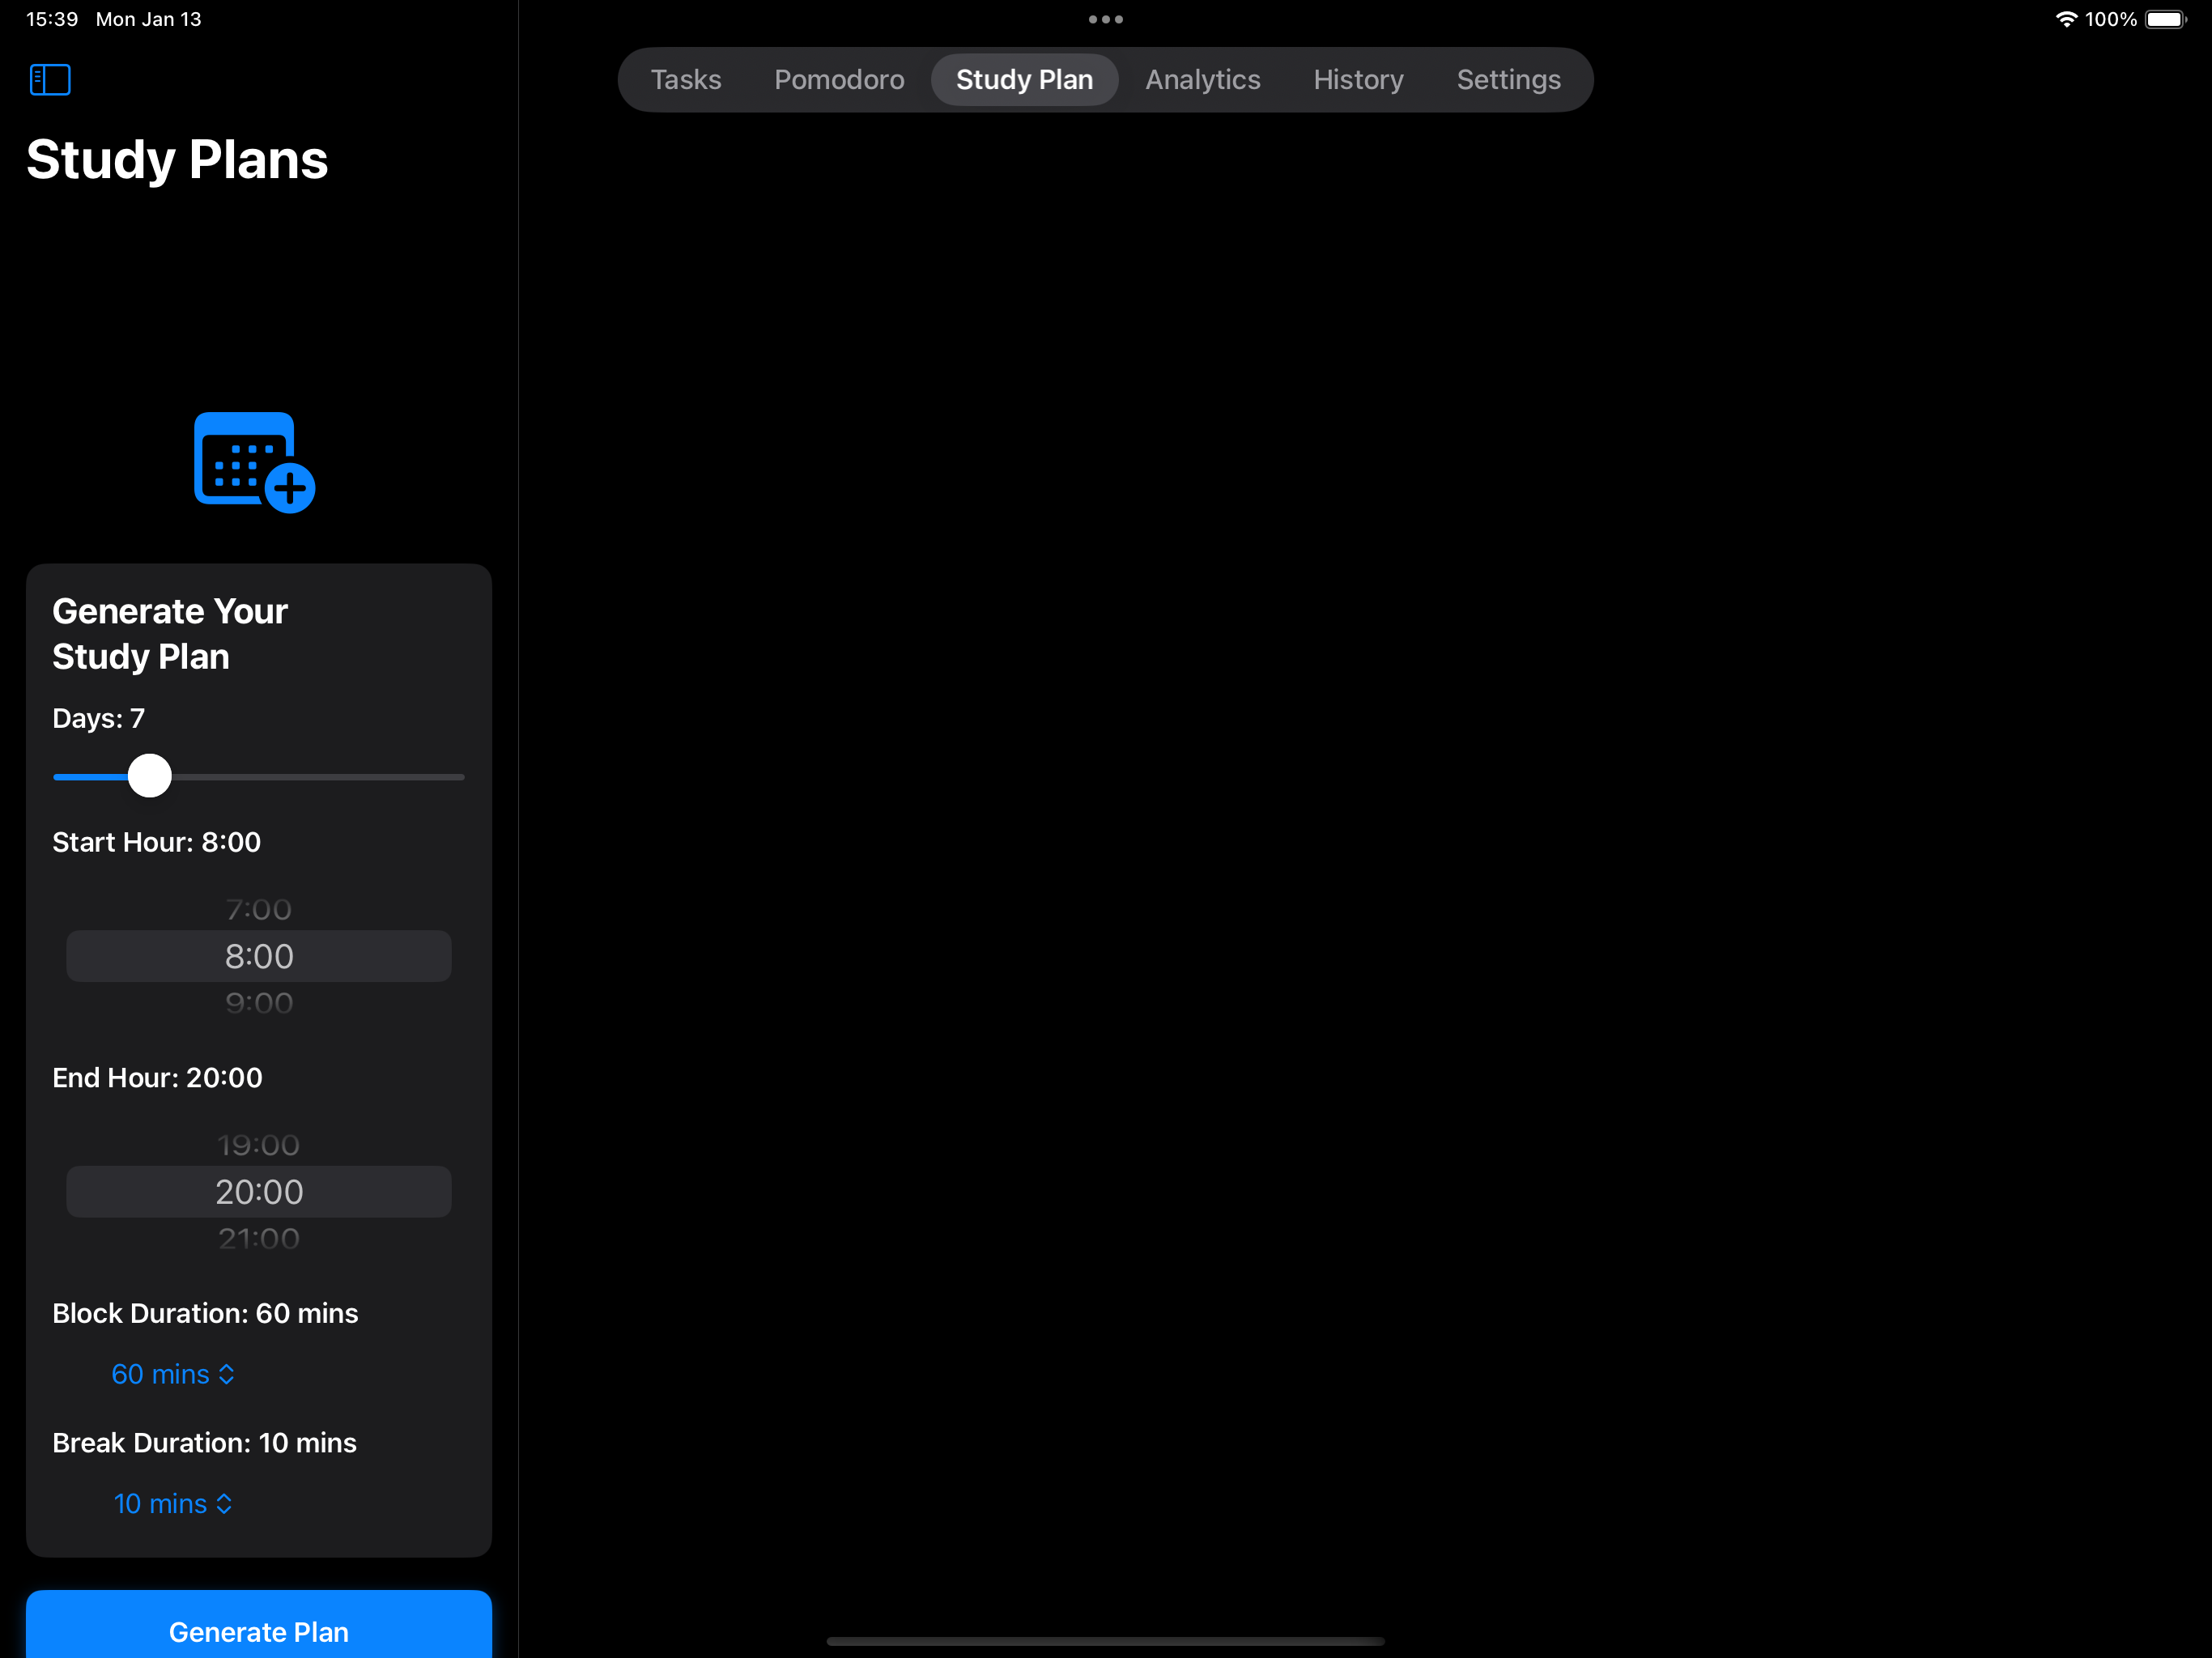 15:39 Mon Jan 13
100%
Tasks Pomodoro Study Plan Analytics History Settings
Study Plans
Generate Your
Study Plan
Days: 7
Start Hour: 8:00
7:00
8:00
9:00
End Hour: 20:00
19:00
20:00
21:00
Block Duration: 60 mins
60 mins
Break Duration: 10 mins
10 mins
Generate Plan